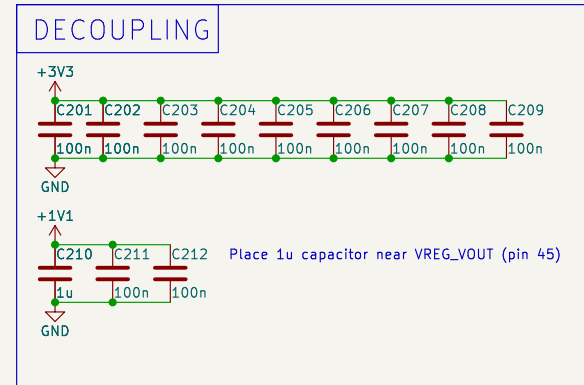 DECOUPLING
+3V3
C201 C202 C203 C204 C205 C206 C207 C208 C209
100n 100n 100n 100n 100n 100n 100n 100n 100n
GND
+1V1
C210 C211 C212 Place 1u capacitor near VREG_VOUT (pin 45)
1u 100n 100n
GND